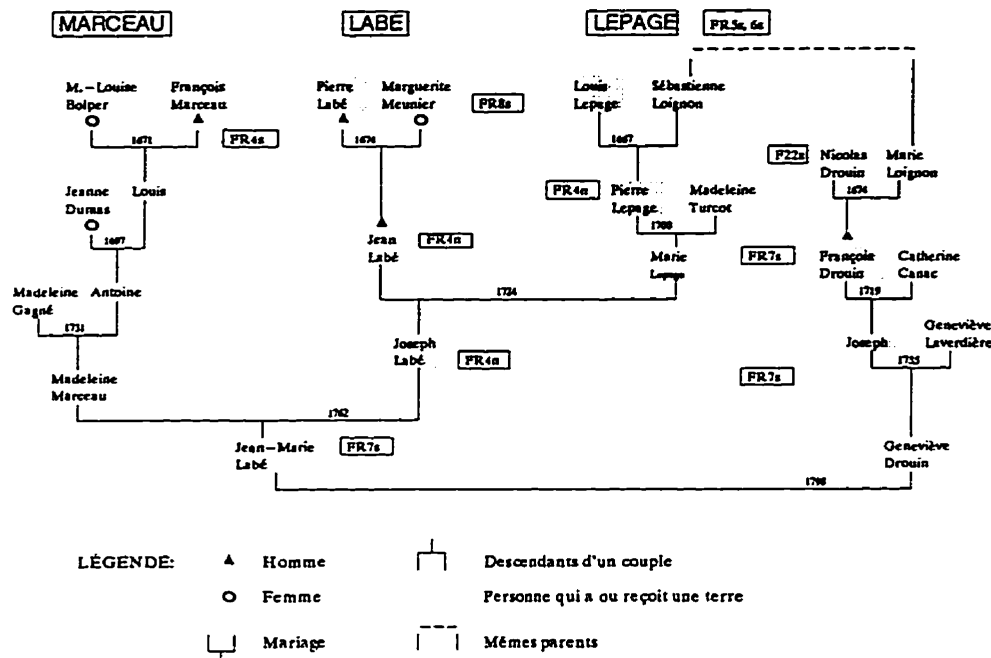 MARCEAU
LABÉ
LEPAGE
FR5s, 6s
M.-Louise Bolper
François Marceau
Pierre Labé
Marguerite Meunier
FR8s
Louis Lepage
Sébastienne Loignon
1671
FR4s
1674
1667
F22s
Nicolas Drouin
Marie Loignon
Jeanne Dumas
Louis
FR4n
Pierre Lepage
Madeleine Turcot
1674
1697
1700
Jean Labé
FR4n
Marie Lepage
FR7s
François Drouin
Catherine Canac
Madeleine Gagné
Antoine
1734
1719
1731
Joseph Labé
FR4n
Joseph
Geneviève Laverdière
Madeleine Marceau
FR7s
1762
Jean-Marie Labé
FR7s
Geneviève Drouin
LÉGENDE:
Homme
Descendants d'un couple
Femme
Personne qui a ou reçoit une terre
Mariage
Mêmes parents